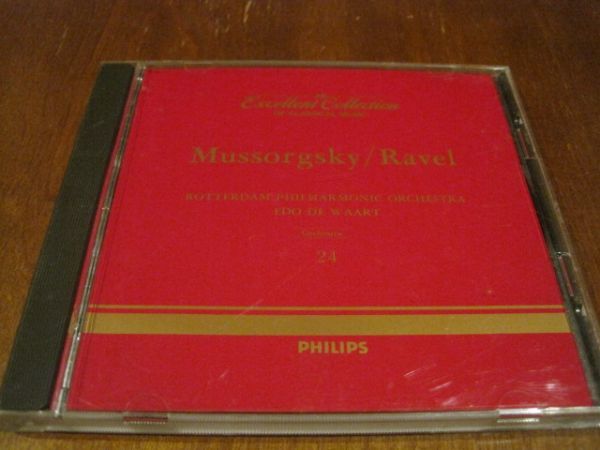 Excellent Collection
OF CLASSICAL MUSIC
Mussorgsky/Ravel
ROTTERDAM PHILHARMONIC ORCHESTRA
EDO DE WAART
24
PHILIPS